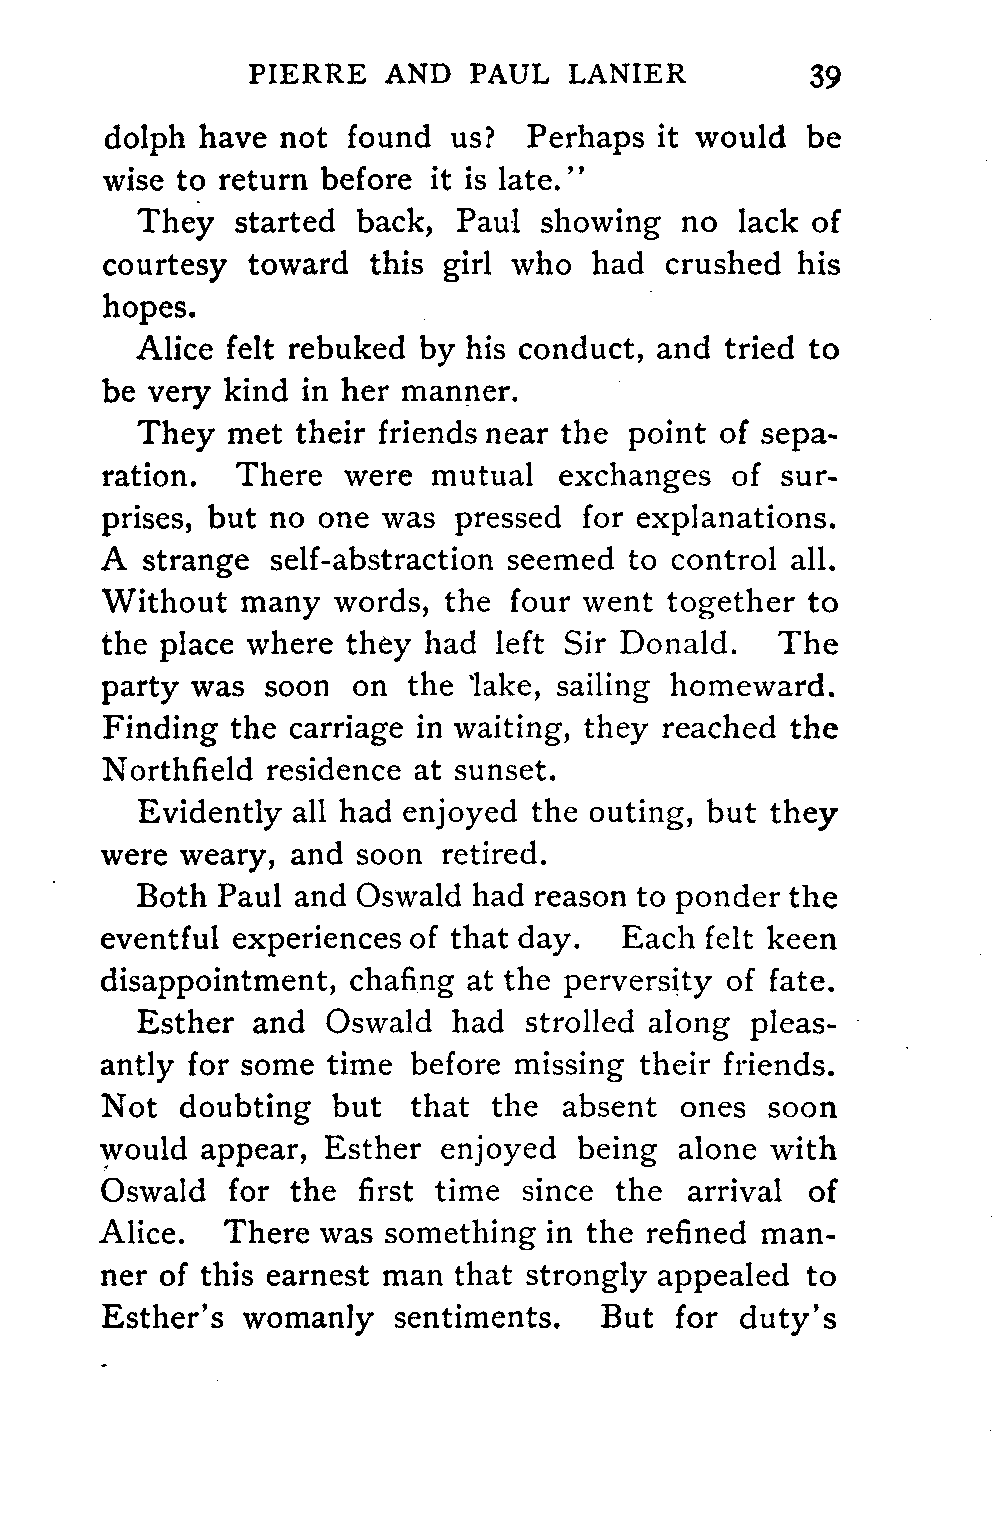 PIERRE AND PAUL LANIER 39
dolph have not found us? Perhaps it would be
wise to return before it is late."
They started back, Paul showing no lack of
courtesy toward this girl who had crushed his
hopes.
Alice felt rebuked by his conduct, and tried to
be very kind in her manner.
They met their friends near the point of sepa-
ration. There were mutual exchanges of sur-
prises, but no one was pressed for explanations.
A strange self-abstraction seemed to control all.
Without many words, the four went together to
the place where they had left Sir Donald. The
party was soon on the lake, sailing homeward.
Finding the carriage in waiting, they reached the
Northfield residence at sunset.
Evidently all had enjoyed the outing, but they
were weary, and soon retired.
Both Paul and Oswald had reason to ponder the
eventful experiences of that day. Each felt keen
disappointment, chafing at the perversity of fate.
Esther and Oswald had strolled along pleas-
antly for some time before missing their friends.
Not doubting but that the absent ones soon
would appear, Esther enjoyed being alone with
Oswald for the first time since the arrival of
Alice. There was something in the refined man-
ner of this earnest man that strongly appealed to
Esther's womanly sentiments. But for duty's